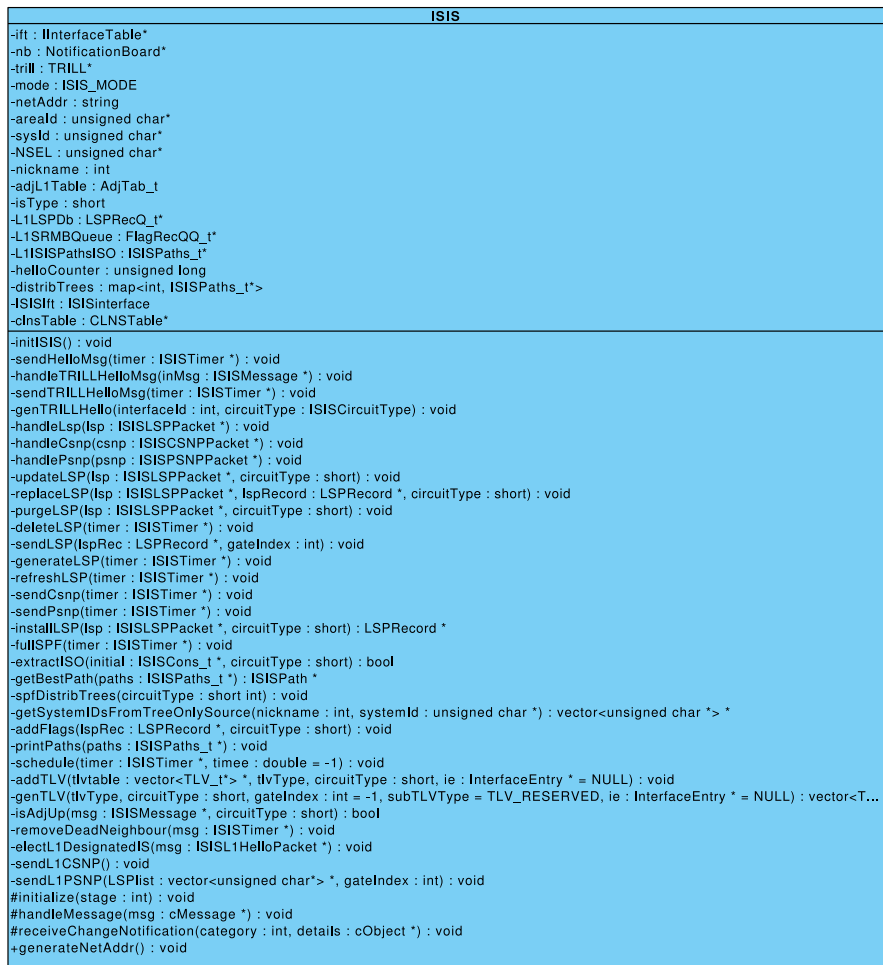 ISIS
-ift : IInterfaceTable*
-nb : NotificationBoard*
-trill : TRILL*
-mode : ISIS_MODE
-netAddr : string
-areaId : unsigned char*
-sysId : unsigned char*
-NSEL : unsigned char*
-nickname : int
-adjL1Table : AdjTab_t
-isType : short
-L1LSPDb : LSPRecQ_t*
-L1SRMBQueue : FlagRecQQ_t*
-L1ISISPathsISO : ISISPaths_t*
-helloCounter : unsigned long
-distribTrees : map<int, ISISPaths_t*>
-ISISIft : ISISinterface
-clnsTable : CLNSTable*
-initISIS() : void
-sendHelloMsg(timer : ISISTimer *) : void
-handleTRILLHelloMsg(inMsg : ISISMessage *) : void
-sendTRILLHelloMsg(timer : ISISTimer *) : void
-genTRILLHello(interfaceId : int, circuitType : ISISCircuitType) : void
-handleLsp(lsp : ISISLSPPacket *) : void
-handleCsnp(csnp : ISISCSNPPacket *) : void
-handlePsnp(psnp : ISISPSNPPacket *) : void
-updateLSP(lsp : ISISLSPPacket *, circuitType : short) : void
-replaceLSP(lsp : ISISLSPPacket *, lspRecord : LSPRecord *, circuitType : short) : void
-purgeLSP(lsp : ISISLSPPacket *, circuitType : short) : void
-deleteLSP(timer : ISISTimer *) : void
-sendLSP(lspRec : LSPRecord *, gateIndex : int) : void
-generateLSP(timer : ISISTimer *) : void
-refreshLSP(timer : ISISTimer *) : void
-sendCsnp(timer : ISISTimer *) : void
-sendPsnp(timer : ISISTimer *) : void
-installLSP(lsp : ISISLSPPacket *, circuitType : short) : LSPRecord *
-fullSPF(timer : ISISTimer *) : void
-extractISO(initial : ISISCons_t *, circuitType : short) : bool
-getBestPath(paths : ISISPaths_t *) : ISISPath *
-spfDistribTrees(circuitType : short int) : void
-getSystemIDsFromTreeOnlySource(nickname : int, systemId : unsigned char *) : vector<unsigned char *> *
-addFlags(lspRec : LSPRecord *, circuitType : short) : void
-printPaths(paths : ISISPaths_t *) : void
-schedule(timer : ISISTimer *, timee : double = -1) : void
-addTLV(tlvtable : vector<TLV_t*> *, tlvType, circuitType : short, ie : InterfaceEntry * = NULL) : void
-genTLV(tlvType, circuitType : short, gateIndex : int = -1, subTLVType = TLV_RESERVED, ie : InterfaceEntry * = NULL) : vector<T...
-isAdjUp(msg : ISISMessage *, circuitType : short) : bool
-removeDeadNeighbour(msg : ISISTimer *) : void
-electL1DesignatedIS(msg : ISISL1HelloPacket *) : void
-sendL1CSNP() : void
-sendL1PSNP(LSPlist : vector<unsigned char*> *, gateIndex : int) : void
#initialize(stage : int) : void
#handleMessage(msg : cMessage *) : void
#receiveChangeNotification(category : int, details : cObject *) : void
+generateNetAddr() : void